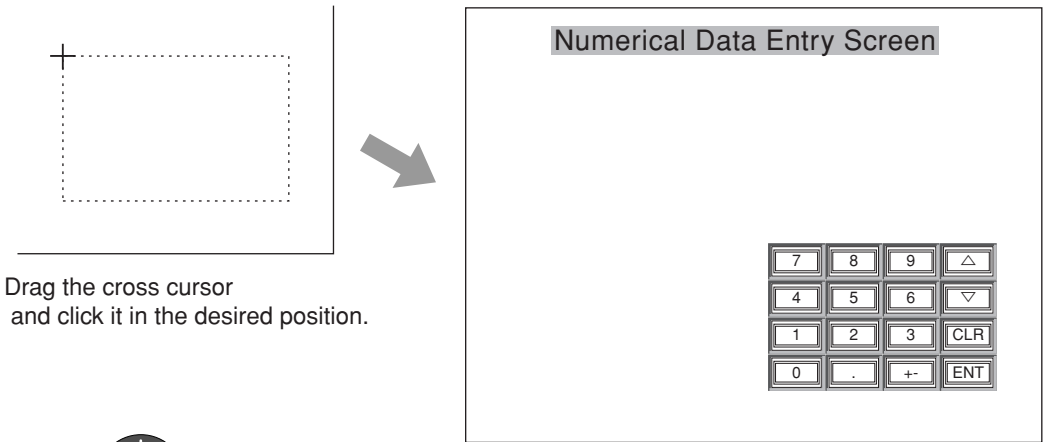 Numerical Data Entry Screen
7 8 9 △
4 5 6 ▽
1 2 3 CLR
0 . +- ENT
Drag the cross cursor
and click it in the desired position.